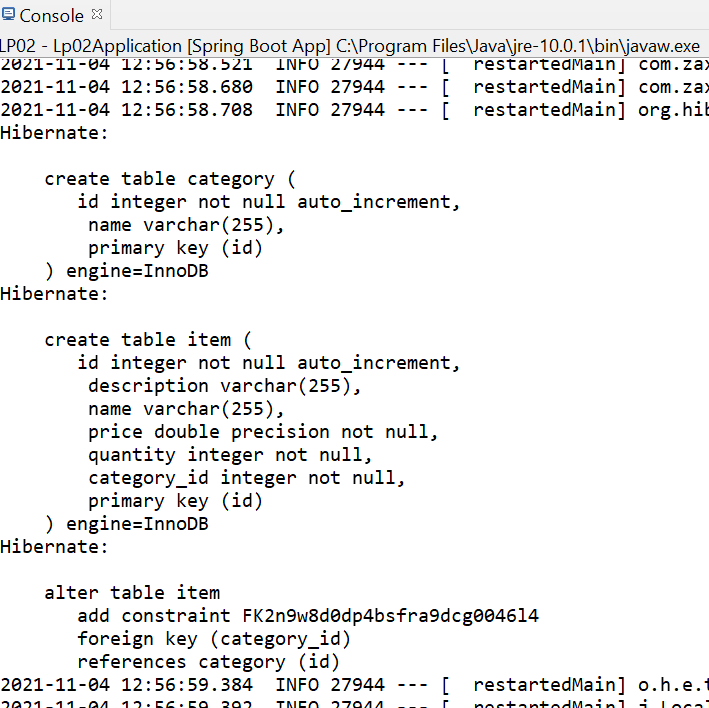 Console
LP02 - Lp02Application [Spring Boot App] C:\Program Files\Java\jre-10.0.1\bin\javaw.exe
2021-11-04 12:56:58.521  INFO 27944 --- [  restartedMain] com.zax
2021-11-04 12:56:58.680  INFO 27944 --- [  restartedMain] com.zax
2021-11-04 12:56:58.708  INFO 27944 --- [  restartedMain] org.hib
Hibernate:
    create table category (
       id integer not null auto_increment,
        name varchar(255),
        primary key (id)
    ) engine=InnoDB
Hibernate:
    create table item (
       id integer not null auto_increment,
        description varchar(255),
        name varchar(255),
        price double precision not null,
        quantity integer not null,
        category_id integer not null,
        primary key (id)
    ) engine=InnoDB
Hibernate:
    alter table item
       add constraint FK2n9w8d0dp4bsfra9dcg0046l4
       foreign key (category_id)
       references category (id)
2021-11-04 12:56:59.384  INFO 27944 --- [  restartedMain] o.h.e.t
2021-11-04 12:56:59.392  INFO 27944 --- [  restartedMain] j.Local